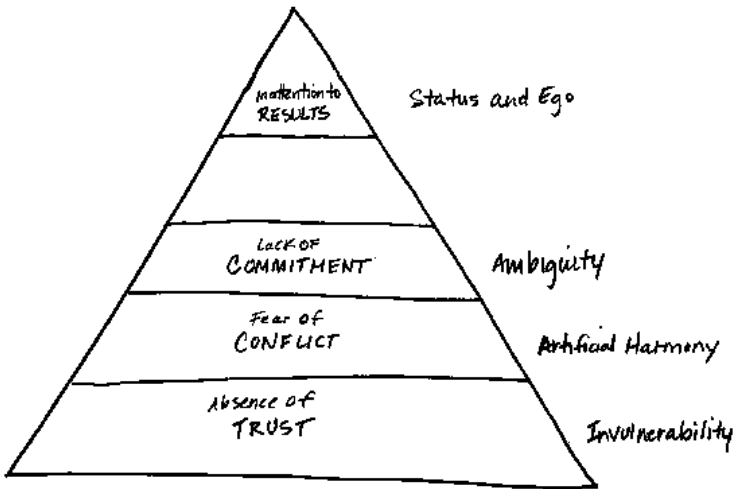 Inattention to
RESULTS
Status and Ego
Lack of
COMMITMENT
Ambiguity
Fear of
CONFLICT
Artificial Harmony
Absence of
TRUST
Invulnerability